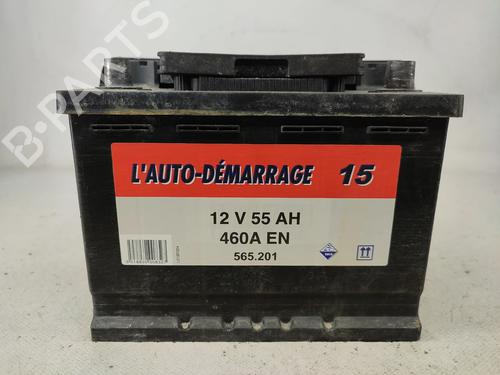 B-PARTS
L'AUTO-DÉMARRAGE 15
12 V 55 AH
460A EN
565.201